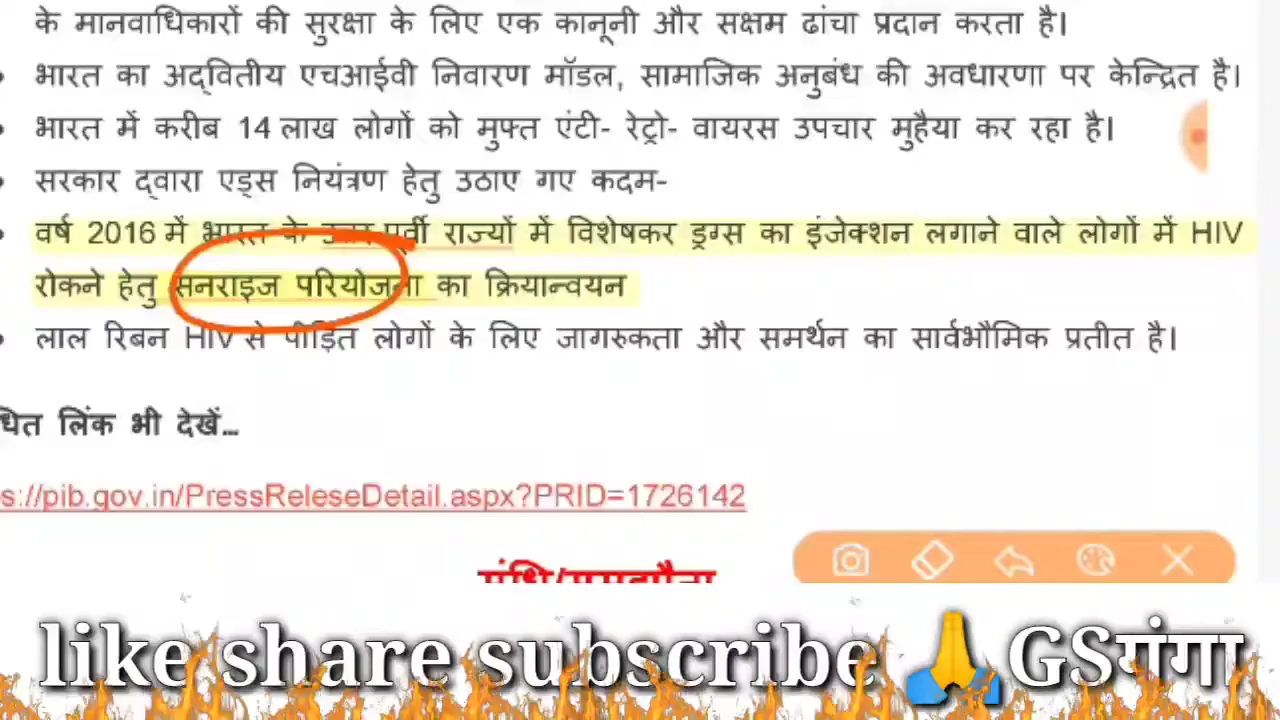 के मानवाधिकारों की सुरक्षा के लिए एक कानूनी और सक्षम ढांचा प्रदान करता है।
भारत का अद्वितीय एचआईवी निवारण मॉडल, सामाजिक अनुबंध की अवधारणा पर केन्द्रित है।
भारत में करीब 14 लाख लोगों को मुफ्त एंटी- रेट्रो- वायरस उपचार मुहैया कर रहा है।
सरकार द्वारा एड्स नियंत्रण हेतु उठाए गए कदम-
वर्ष 2016 में भारत के उत्तर पूर्वी राज्यों में विशेषकर ड्रग्स का इंजेक्शन लगाने वाले लोगों में HIV
रोकने हेतु सनराइज परियोजना का क्रियान्वयन
लाल रिबन HIV से पीड़ित लोगों के लिए जागरुकता और समर्थन का सार्वभौमिक प्रतीत है।
धित लिंक भी देखें...
s://pib.gov.in/PressReleseDetail.aspx?PRID=1726142
like share subscribe 🙏 GSगंगा